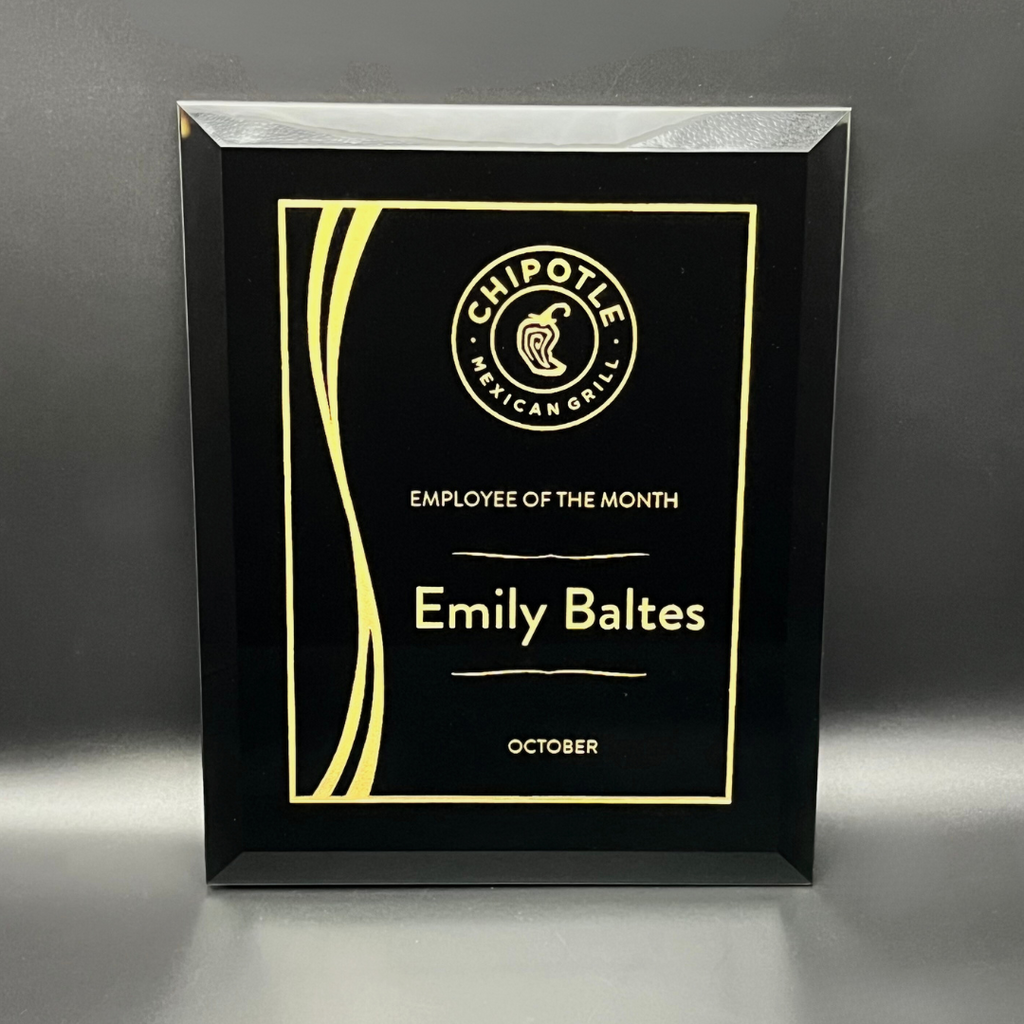 CHIPOTLE
MEXICAN GRILL
EMPLOYEE OF THE MONTH
Emily Baltes
OCTOBER